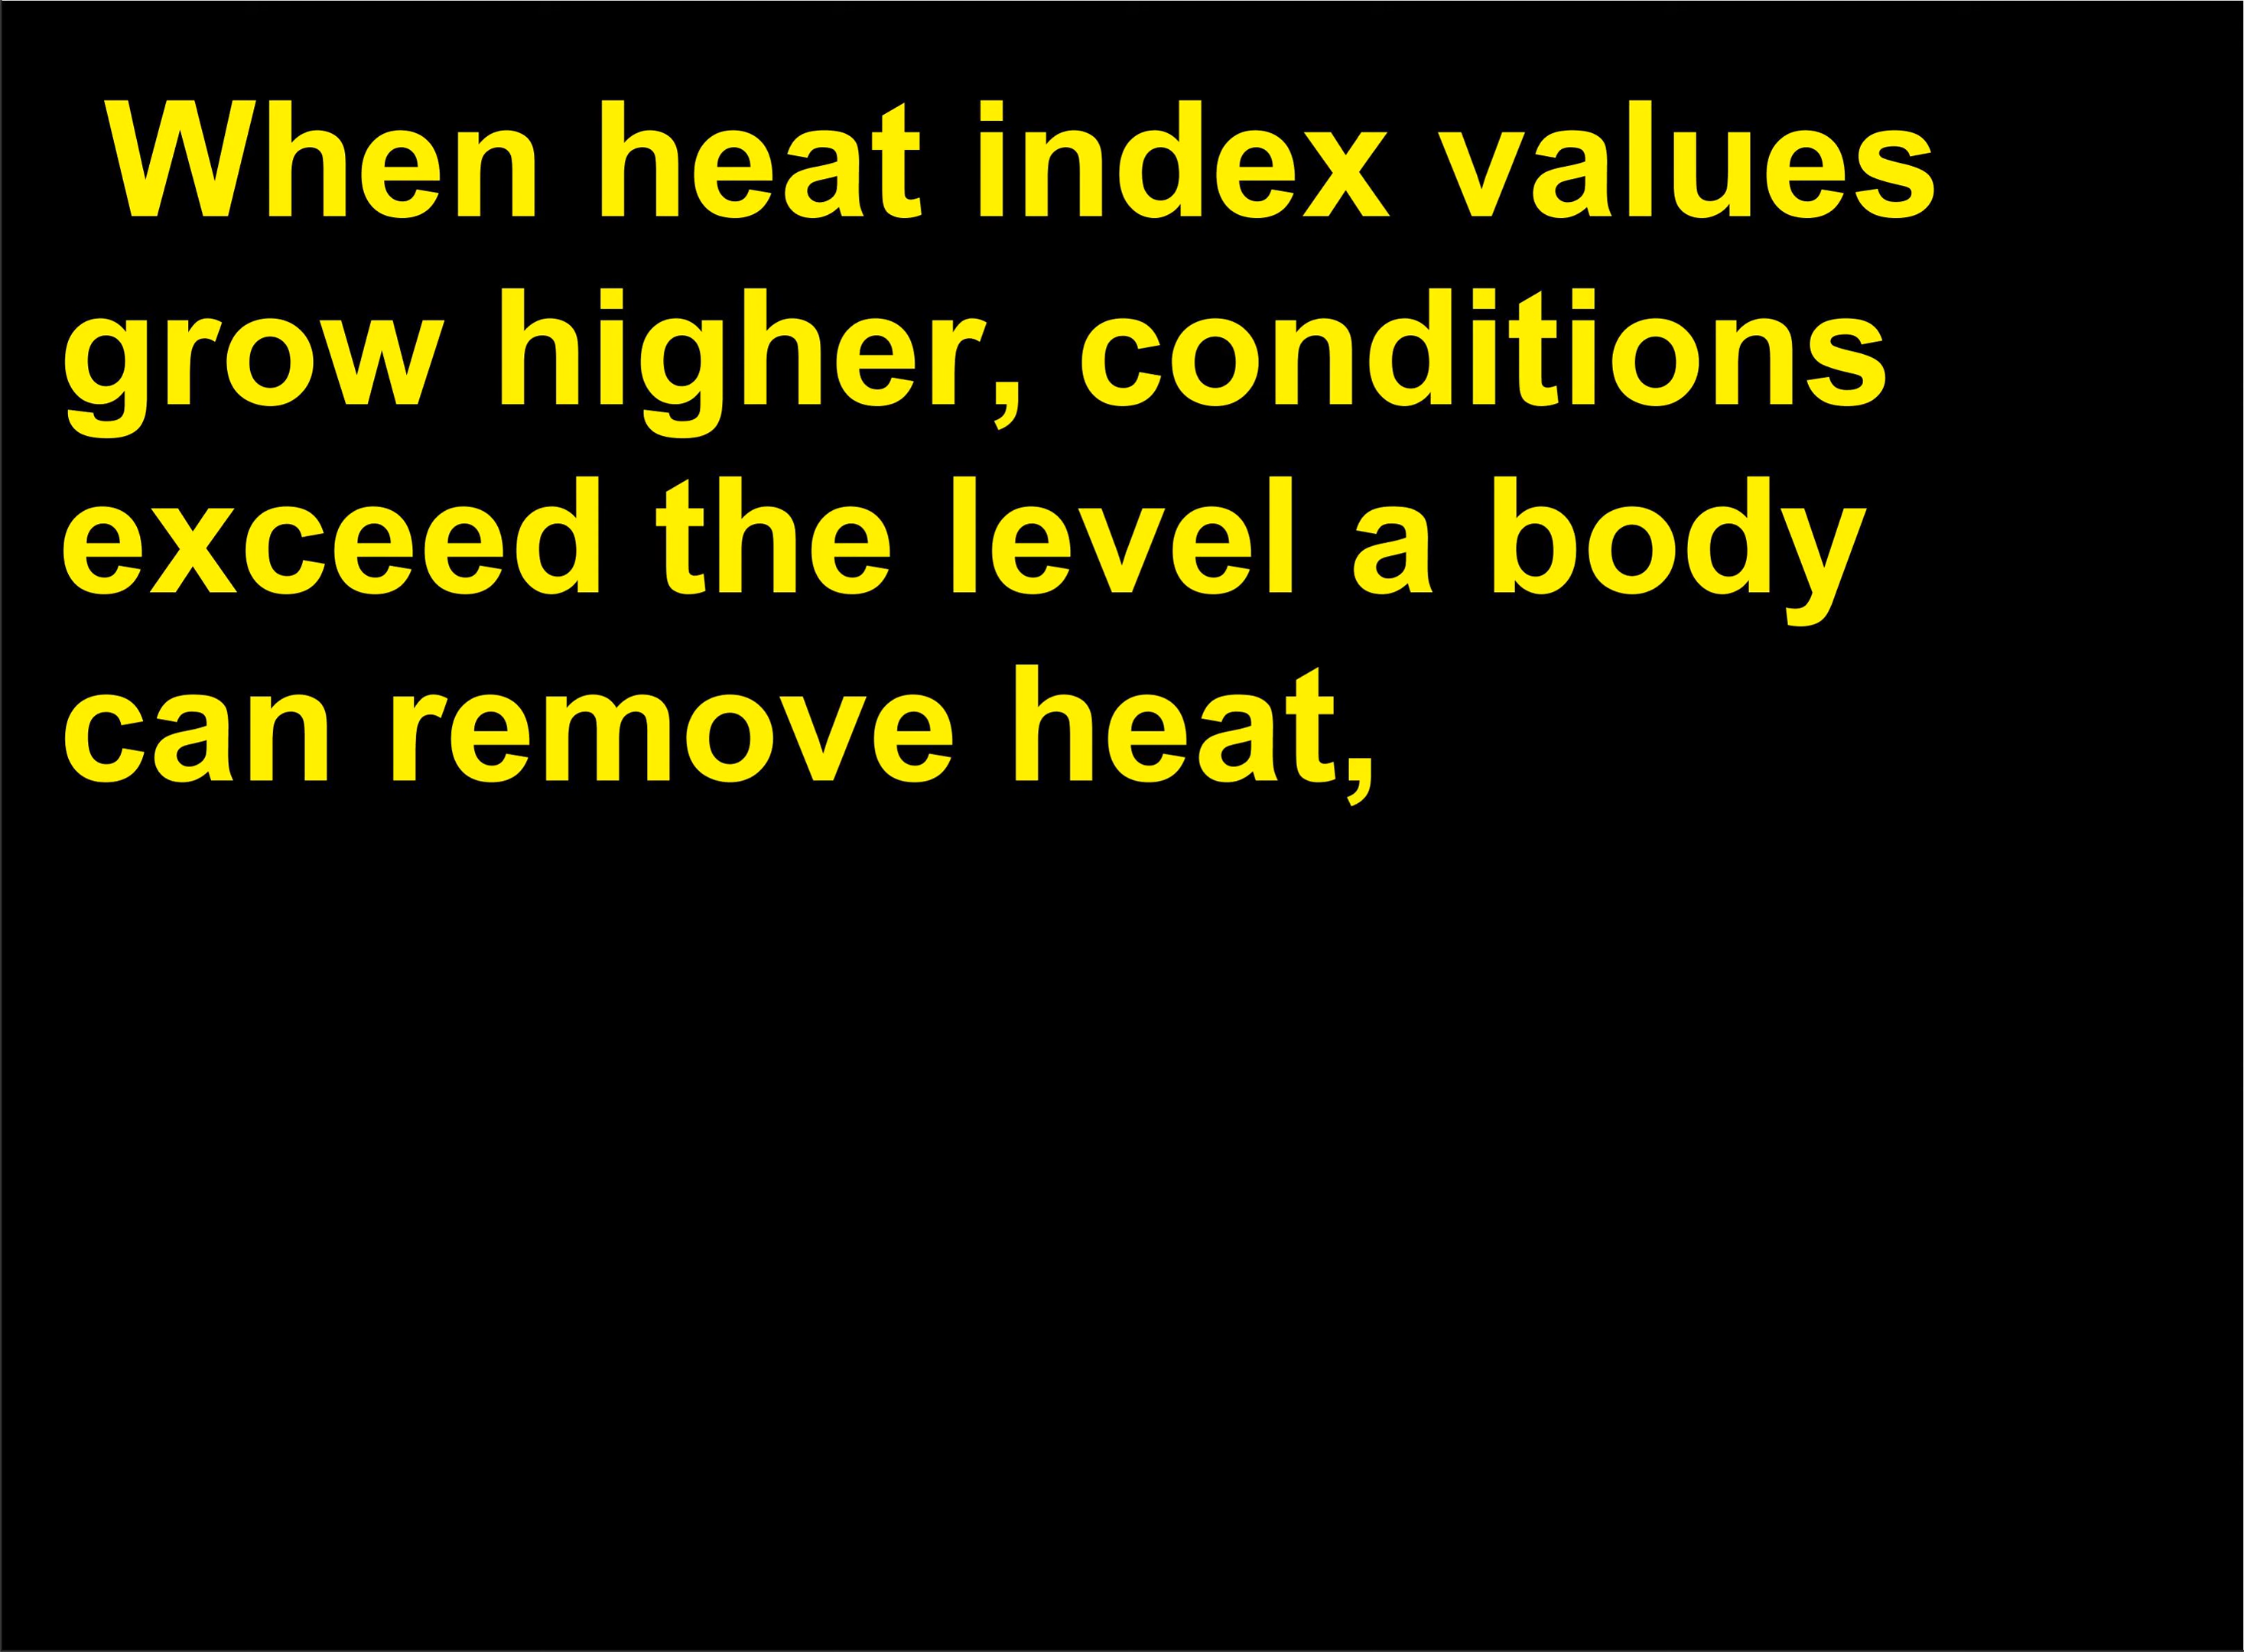 When heat index values
grow higher, conditions
exceed the level a body
can remove heat,